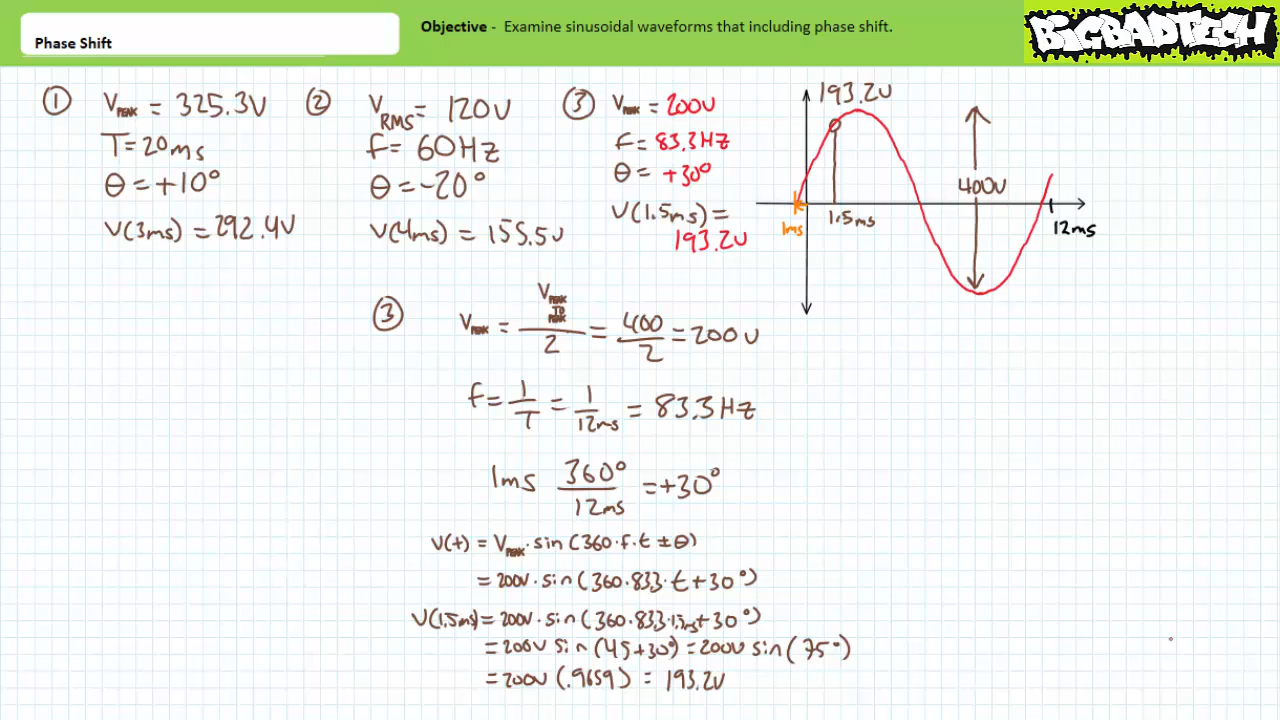 Phase Shift
Objective - Examine sinusoidal waveforms that including phase shift.
BIGBADTECH
① VPEAK = 325.3V
T = 20ms
θ = +10°
V(3ms) = 292.4V
② VRMS = 120V
f = 60Hz
θ = -20°
V(4ms) = 155.5V
③ VPEAK = 200V
f = 83.3Hz
θ = +30°
V(1.5ms) =
193.2V
193.2V
400V
1ms
1.5ms
12ms
③ VPEAK = VPEAK TO PEAK / 2 = 400 / 2 = 200V
f = 1 / T = 1 / 12ms = 83.3Hz
1ms 360° / 12ms = +30°
V(t) = VPEAK · sin(360·f·t ± θ)
= 200V · sin(360·83.3·t + 30°)
V(1.5ms) = 200V · sin(360·83.3·1.5ms + 30°)
= 200V sin(45 + 30°) = 200V sin(75°)
= 200V (.9659) = 193.2V